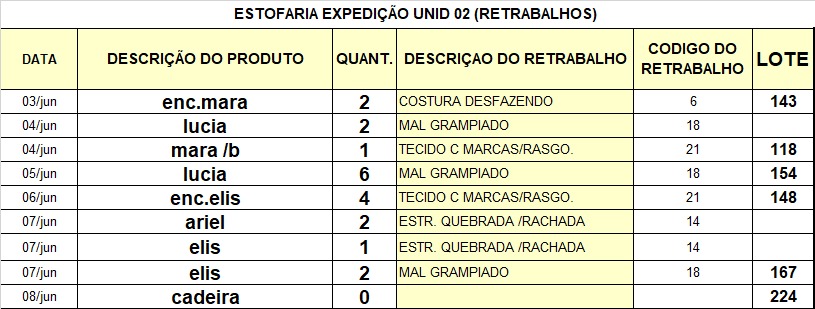 ESTOFARIA EXPEDIÇÃO UNID 02 (RETRABALHOS)
DATA DESCRIÇÃO DO PRODUTO QUANT. DESCRIÇAO DO RETRABALHO CODIGO DO RETRABALHO LOTE
03/jun enc.mara 2 COSTURA DESFAZENDO 6 143
04/jun lucia 2 MAL GRAMPIADO 18
04/jun mara /b 1 TECIDO C MARCAS/RASGO. 21 118
05/jun lucia 6 MAL GRAMPIADO 18 154
06/jun enc.elis 4 TECIDO C MARCAS/RASGO. 21 148
07/jun ariel 2 ESTR. QUEBRADA /RACHADA 14
07/jun elis 1 ESTR. QUEBRADA /RACHADA 14
07/jun elis 2 MAL GRAMPIADO 18 167
08/jun cadeira 0 224